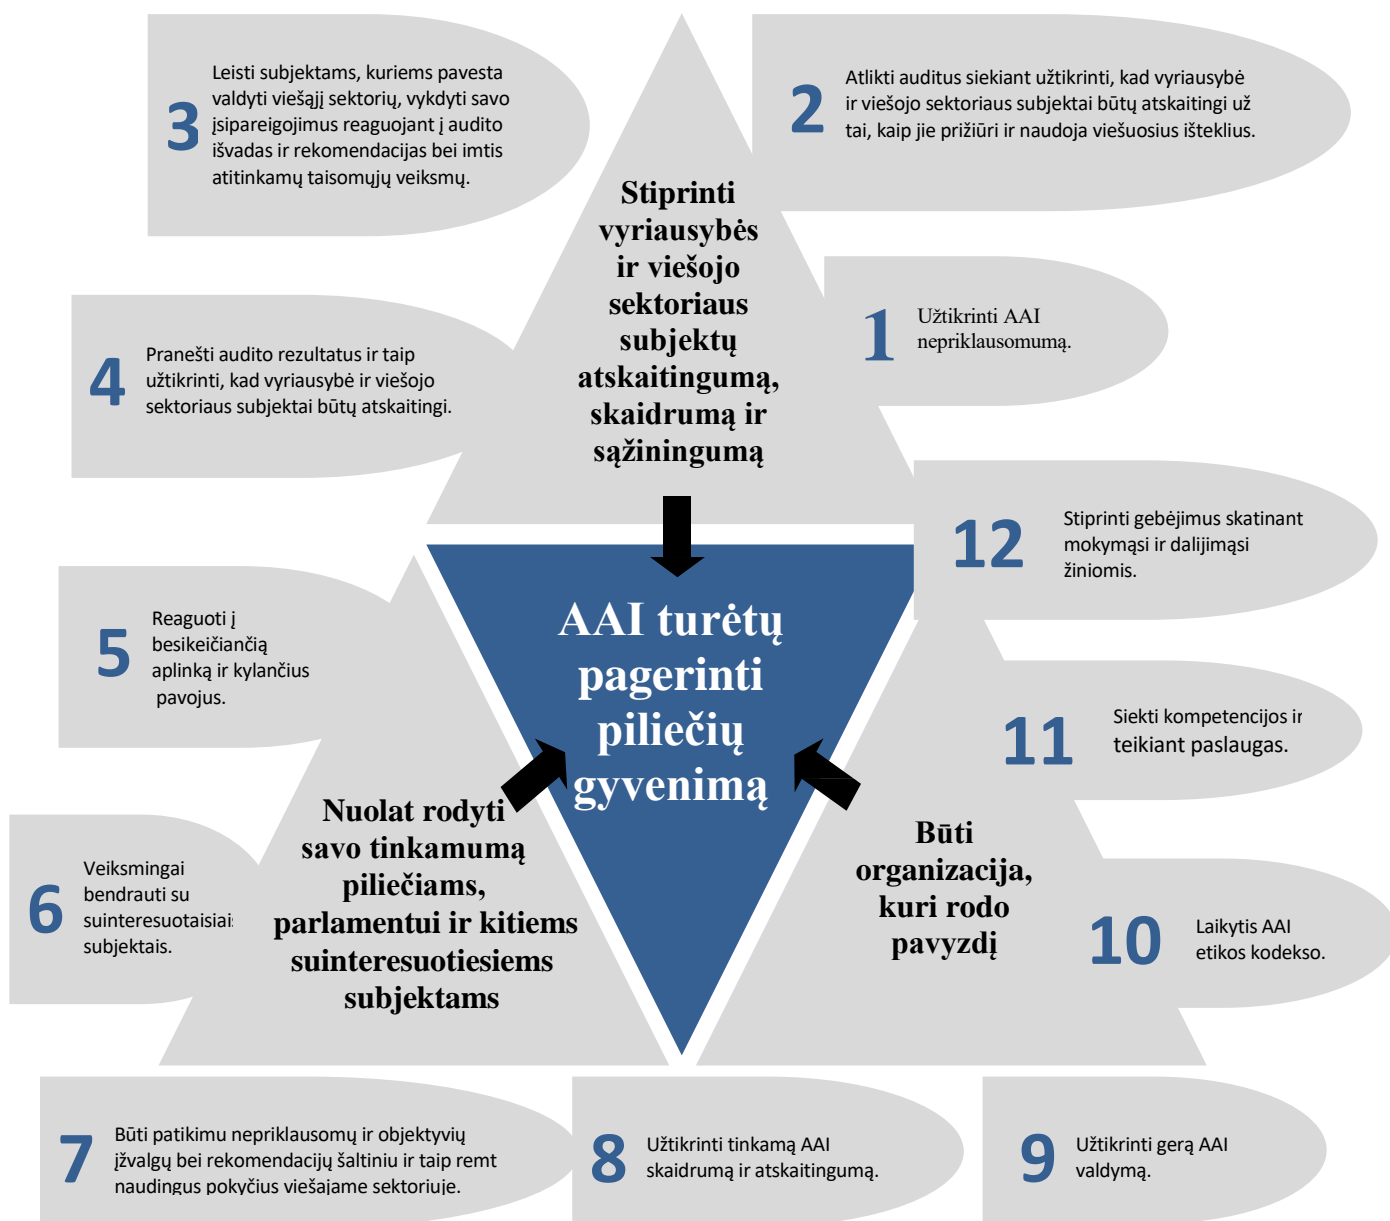 3
Leisti subjektams, kuriems pavesta
valdyti viešąjį sektorių, vykdyti savo
įsipareigojimus reaguojant į audito
išvadas ir rekomendacijas bei imtis
atitinkamų taisomųjų veiksmų.
2
Atlikti auditus siekiant užtikrinti, kad vyriausybė
ir viešojo sektoriaus subjektai būtų atskaitingi už
tai, kaip jie prižiūri ir naudoja viešuosius išteklius.
Stiprinti
vyriausybės
ir viešojo
sektoriaus
subjektų
atskaitingumą,
skaidrumą ir
sąžiningumą
1
Užtikrinti AAI
nepriklausomumą.
4
Pranešti audito rezultatus ir taip
užtikrinti, kad vyriausybė ir viešojo
sektoriaus subjektai būtų atskaitingi.
12
Stiprinti gebėjimus skatinant
mokymąsi ir dalijimąsi
žiniomis.
5
Reaguoti į
besikeičiančią
aplinką ir kylančius
pavojus.
AAI turėtų
pagerinti
piliečių
gyvenimą
11
Siekti kompetencijos ir
teikiant paslaugas.
Nuolat rodyti
savo tinkamumą
piliečiams,
parlamentui ir kitiems
suinteresuotiesiems
subjektams
Būti
organizacija,
kuri rodo
pavyzdį
6
Veiksmingai
bendrauti su
suinteresuotaisiais
subjektais.
10
Laikytis AAI
etikos kodekso.
7
Būti patikimu nepriklausomų ir objektyvių
įžvalgų bei rekomendacijų šaltiniu ir taip remt
naudingus pokyčius viešajame sektoriuje.
8
Užtikrinti tinkamą AAI
skaidrumą ir atskaitingumą.
9
Užtikrinti gerą AAI
valdymą.